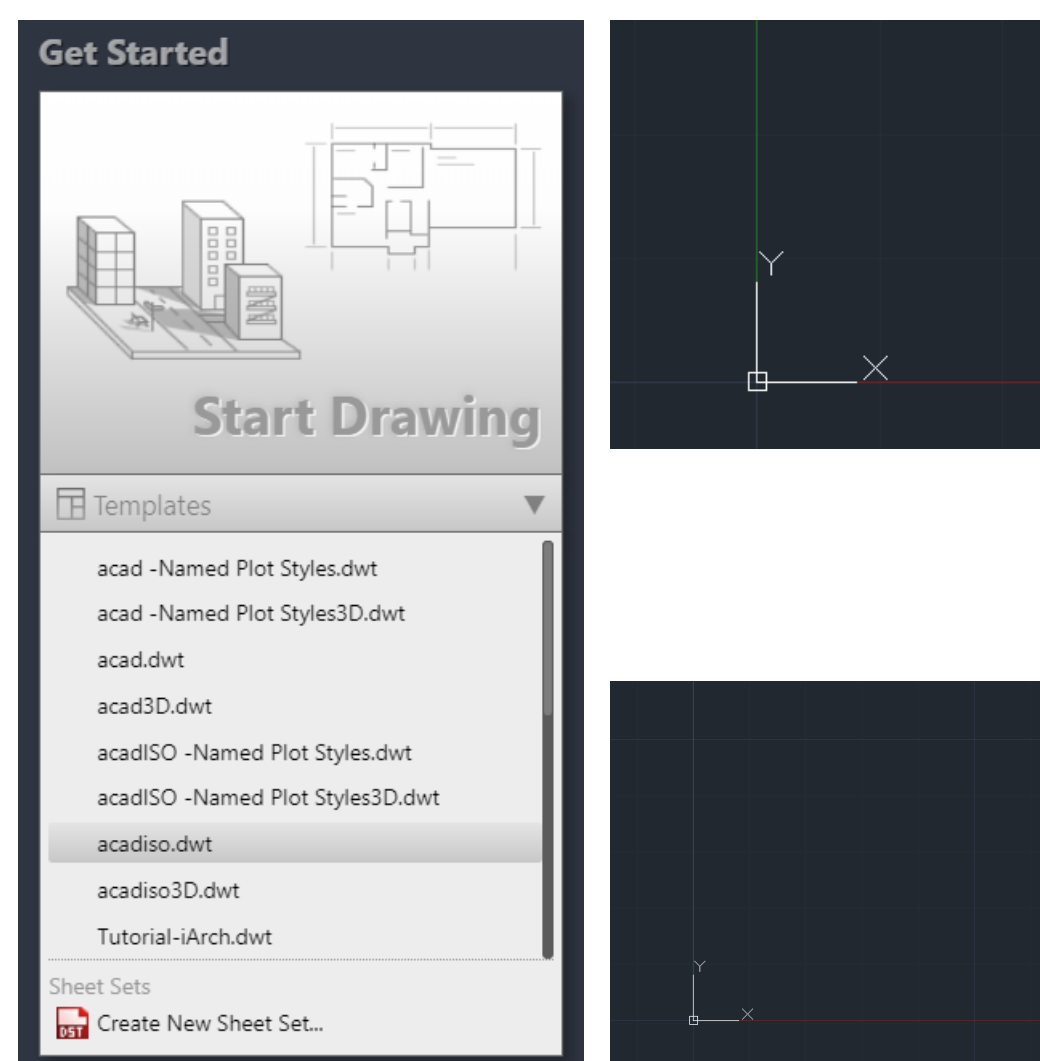 Get Started
Start Drawing
Templates
acad -Named Plot Styles.dwt
acad -Named Plot Styles3D.dwt
acad.dwt
acad3D.dwt
acadISO -Named Plot Styles.dwt
acadISO -Named Plot Styles3D.dwt
acadiso.dwt
acadiso3D.dwt
Tutorial-iArch.dwt
Sheet Sets
DST Create New Sheet Set...
Y
X
Y
X